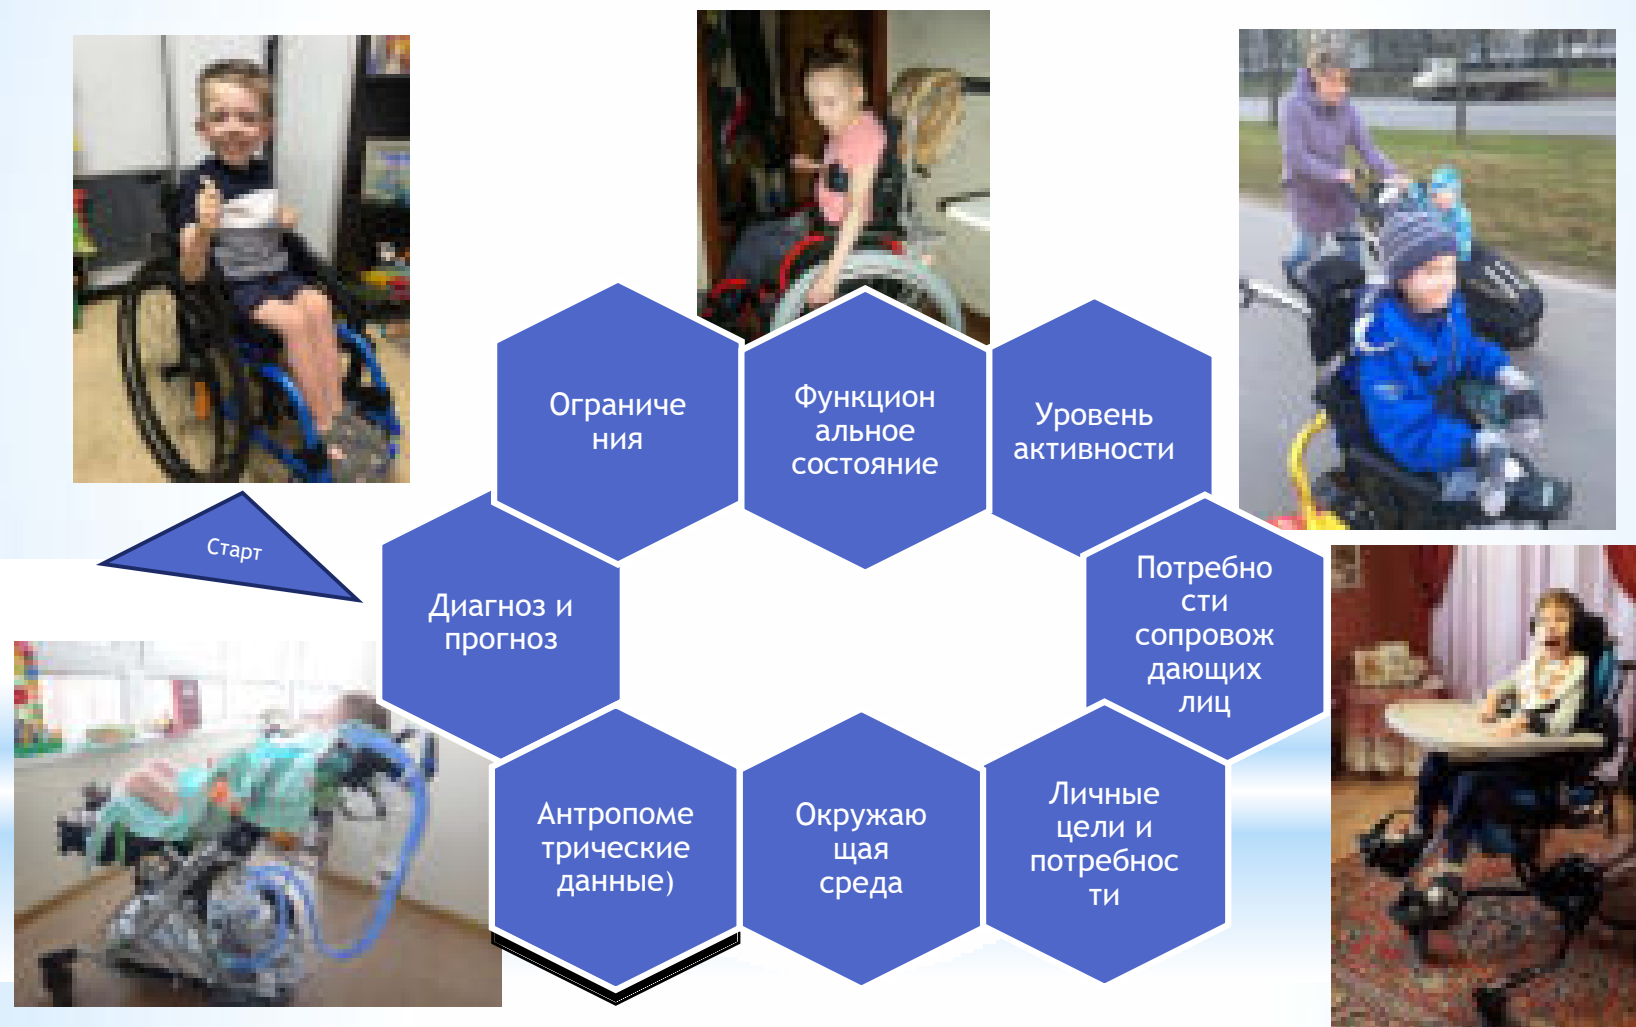 Старт
Диагноз и
прогноз
Ограниче
ния
Функцион
альное
состояние
Уровень
активности
Потребно
сти
сопровож
дающих
лиц
Личные
цели и
потребнос
ти
Окружаю
щая
среда
Антропоме
трические
данные)